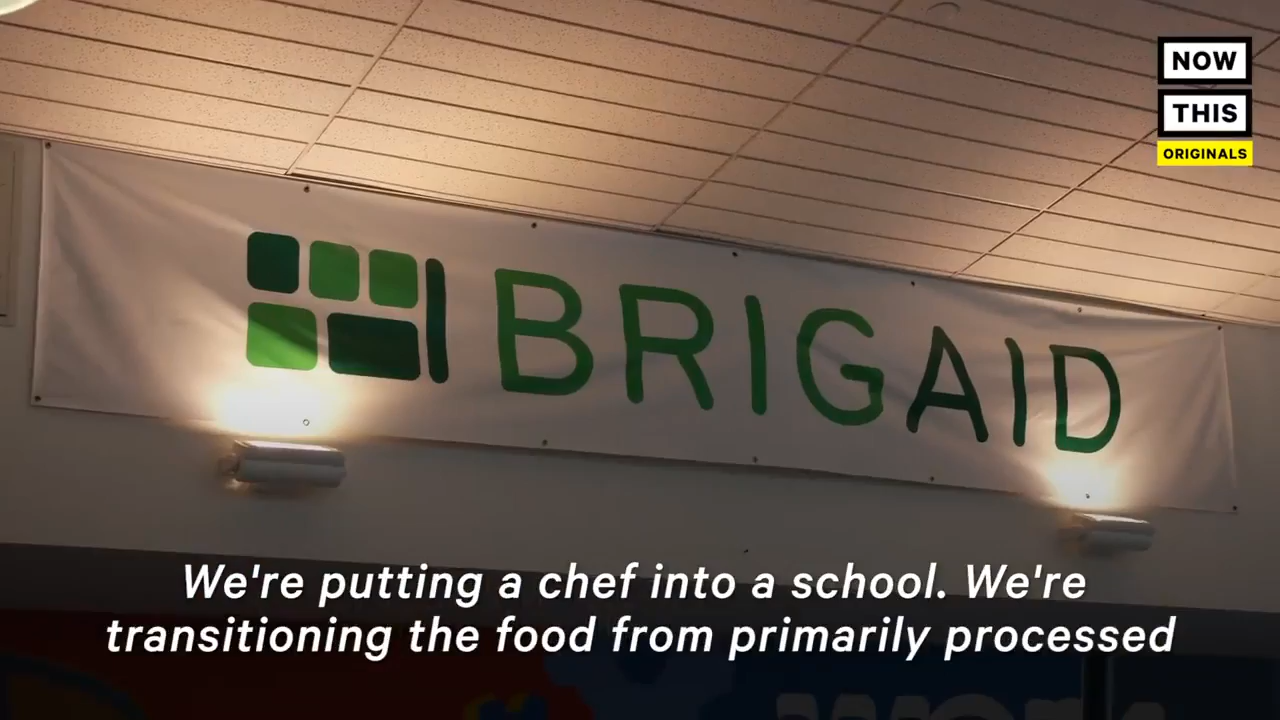 NOW
THIS
ORIGINALS
BRIGAID
We're putting a chef into a school. We're
transitioning the food from primarily processed